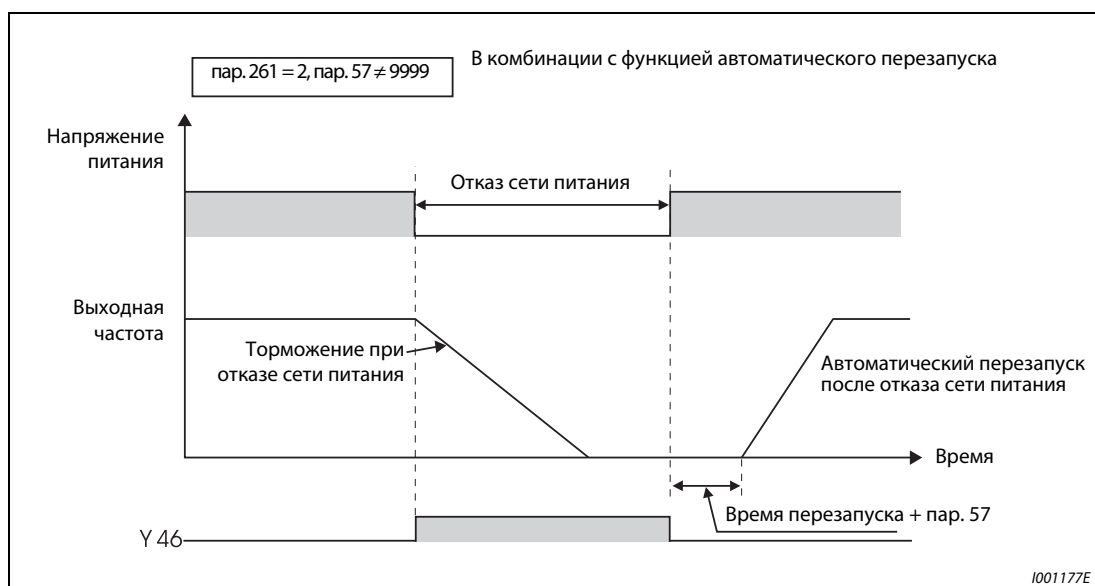 пар. 261 = 2, пар. 57 ≠ 9999
В комбинации с функцией автоматического перезапуска
Напряжение
питания
Отказ сети питания
Выходная
частота
Торможение при
отказе сети питания
Автоматический перезапуск
после отказа сети питания
Время
Время перезапуска + пар. 57
Y 46
I001177E